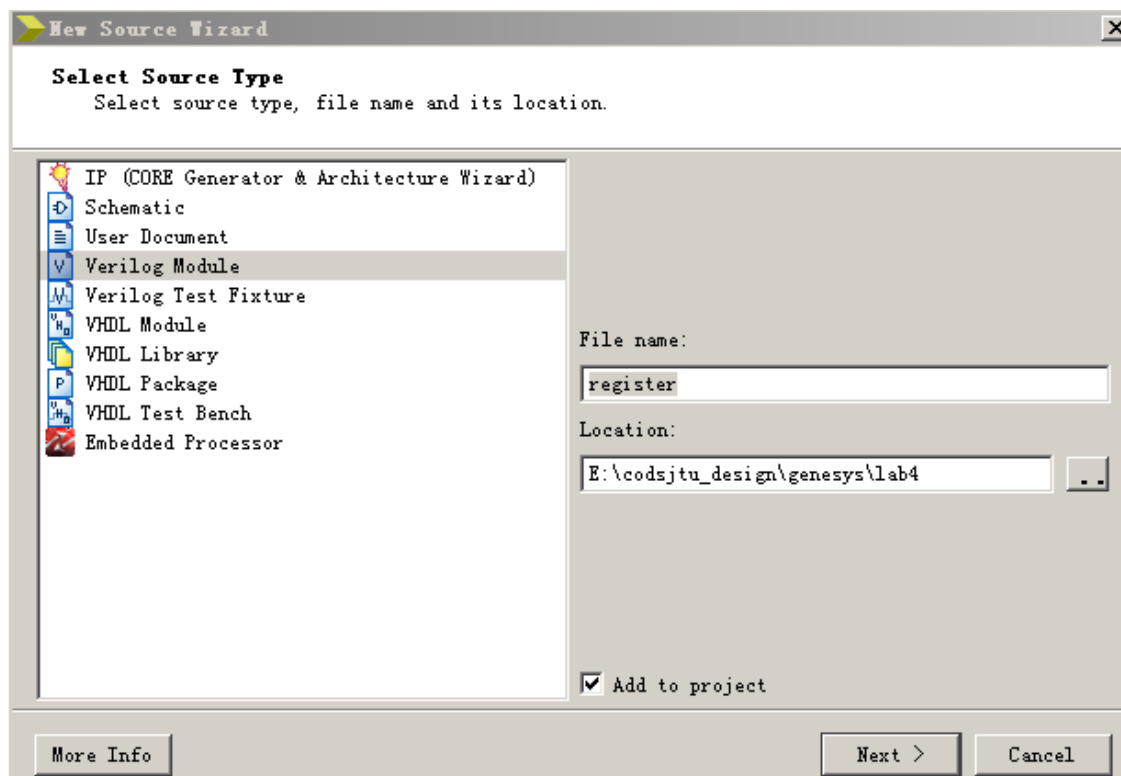 New Source Wizard
Select Source Type
Select source type, file name and its location.
IP (CORE Generator & Architecture Wizard)
Schematic
User Document
Verilog Module
Verilog Test Fixture
VHDL Module
VHDL Library
VHDL Package
VHDL Test Bench
Embedded Processor
File name:
register
Location:
E:\codsjtu_design\genesys\lab4
..
Add to project
More Info
Next >
Cancel